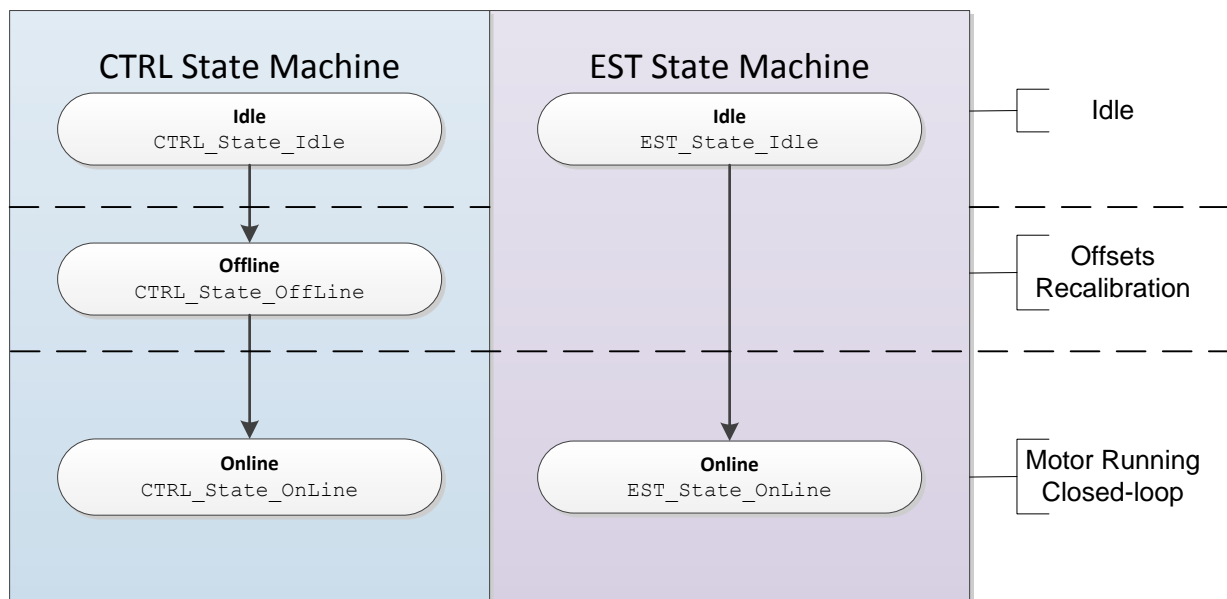 CTRL State Machine
EST State Machine
Idle
CTRL_State_Idle
Idle
EST_State_Idle
Idle
Offline
CTRL_State_OffLine
Offsets
Recalibration
Online
CTRL_State_OnLine
Online
EST_State_OnLine
Motor Running
Closed-loop